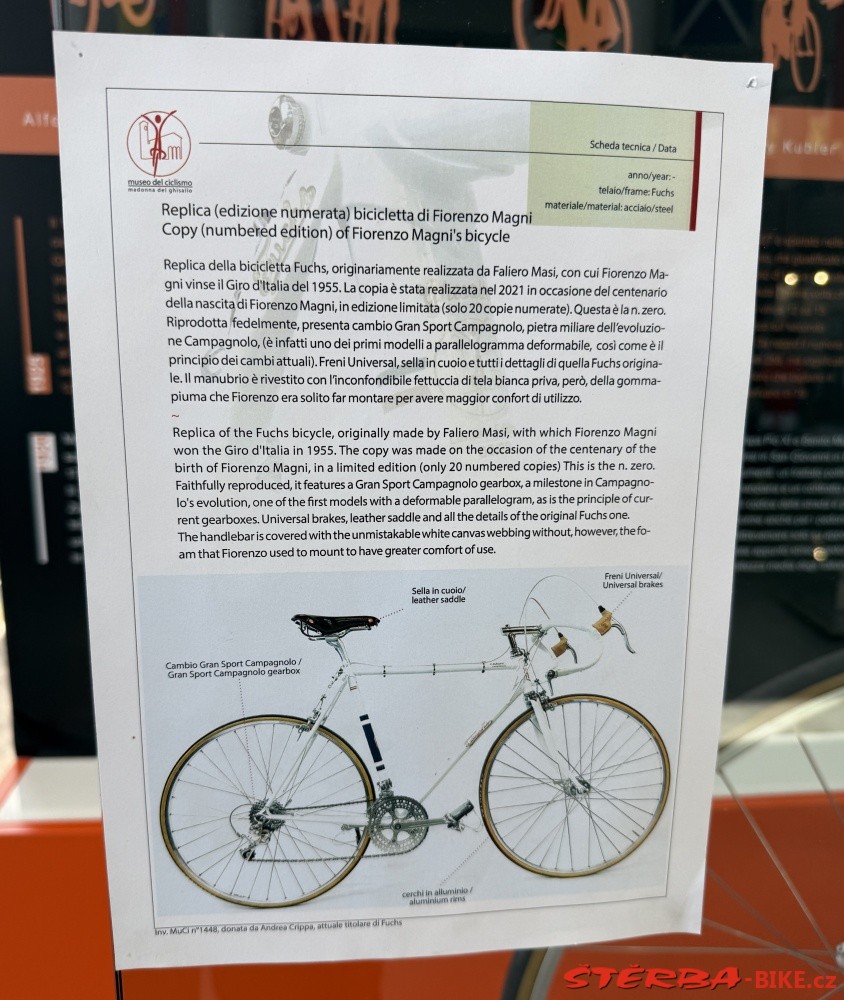 museo del ciclismo
madonna del ghisallo
Scheda tecnica / Data
anno/year: -
telaio/frame: Fuchs
materiale/material: acciaio/steel
Replica (edizione numerata) bicicletta di Fiorenzo Magni
Copy (numbered edition) of Fiorenzo Magni's bicycle
Replica della bicicletta Fuchs, originariamente realizzata da Faliero Masi, con cui Fiorenzo Ma-
gni vinse il Giro d'Italia del 1955. La copia è stata realizzata nel 2021 in occasione del centenario
della nascita di Fiorenzo Magni, in edizione limitata (solo 20 copie numerate). Questa è la n. zero.
Riprodotta fedelmente, presenta cambio Gran Sport Campagnolo, pietra miliare dell'evoluzio-
ne Campagnolo, (è infatti uno dei primi modelli a parallelogramma deformabile, così come è il
principio dei cambi attuali). Freni Universal, sella in cuoio e tutti i dettagli di quella Fuchs origina-
le. Il manubrio è rivestito con l'inconfondibile fettuccia di tela bianca priva, però, della gomma-
piuma che Fiorenzo era solito far montare per avere maggior confort di utilizzo.
~
Replica of the Fuchs bicycle, originally made by Faliero Masi, with which Fiorenzo Magni
won the Giro d'Italia in 1955. The copy was made on the occasion of the centenary of the
birth of Fiorenzo Magni, in a limited edition (only 20 numbered copies) This is the n. zero.
Faithfully reproduced, it features a Gran Sport Campagnolo gearbox, a milestone in Campagno-
lo's evolution, one of the first models with a deformable parallelogram, as is the principle of cur-
rent gearboxes. Universal brakes, leather saddle and all the details of the original Fuchs one.
The handlebar is covered with the unmistakable white canvas webbing without, however, the fo-
am that Fiorenzo used to mount to have greater comfort of use.
Freni Universal/
Universal brakes
Sella in cuoio/
leather saddle
Cambio Gran Sport Campagnolo /
Gran Sport Campagnolo gearbox
cerchi in alluminio /
aluminium rims
Inv. MuCi n°1448, donata da Andrea Crippa, attuale titolare di Fuchs
Kubler
ŠTĚRBA-BIKE.cz